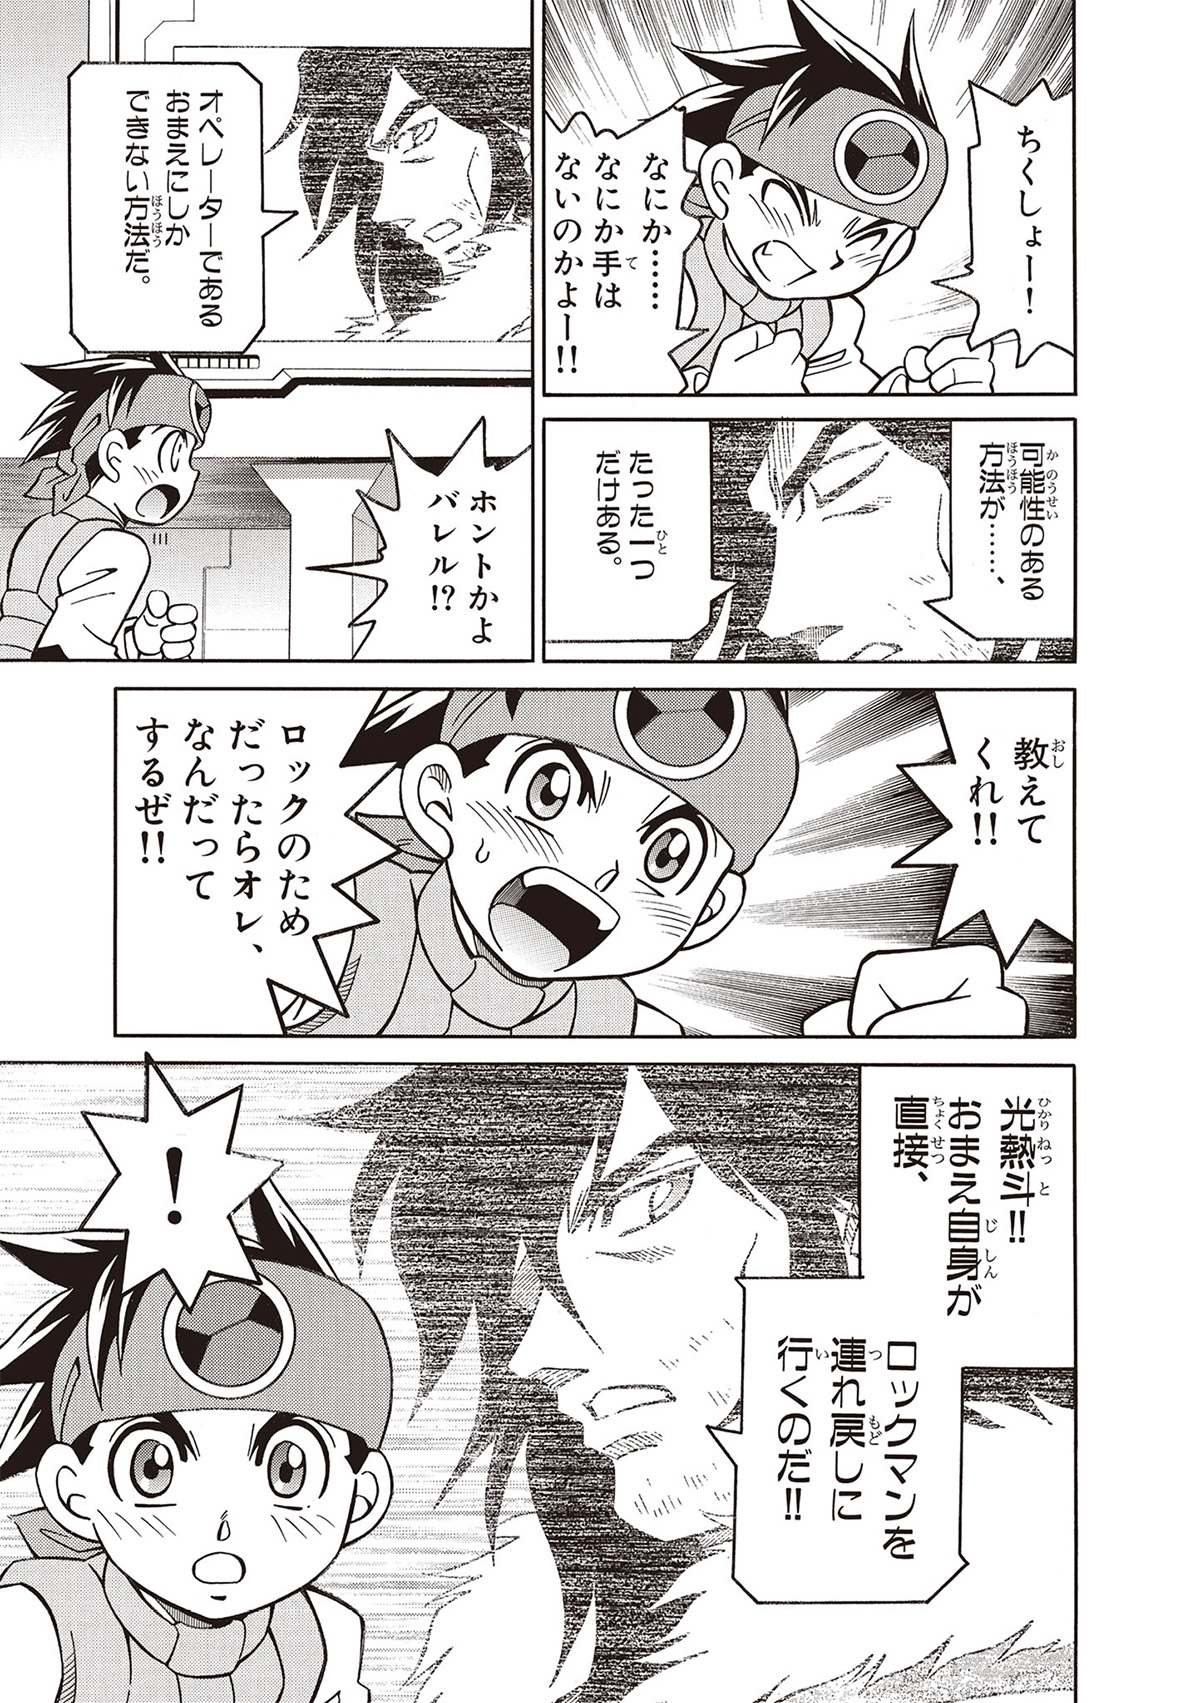 ちくしょー！
なにか……
なにか手は
ないのかよー!!
可能性のある
方法が……、
たった一つ
だけある。
オペレーターである
おまえにしか
できない方法だ。
ホントかよ
バレル!?
教えて
くれ!!
ロックのため
だったらオレ、
なんだって
するぜ!!
光熱斗!!
おまえ自身が
直接、
ロックマンを
連れ戻しに
行くのだ!!
！